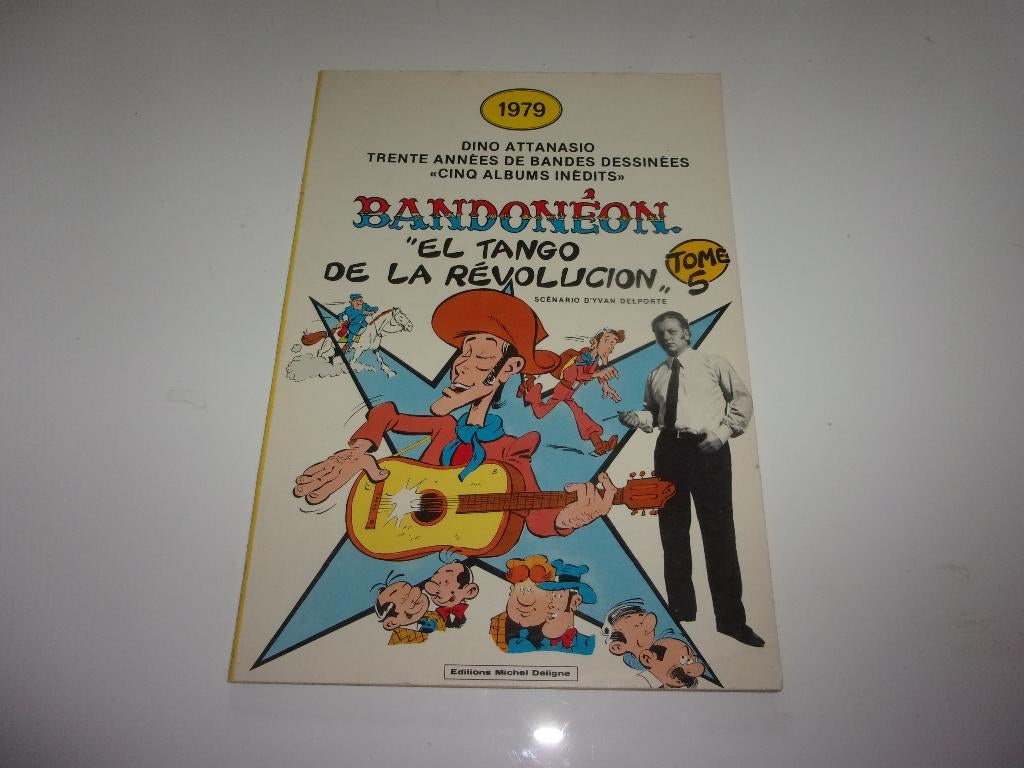 1979
DINO ATTANASIO
TRENTE ANNÉES DE BANDES DESSINÉES
«CINQ ALBUMS INÉDITS»
BANDONÉON.
"EL TANGO
DE LA RÉVOLUCION"
TOME
5
SCÉNARIO D'YVAN DELPORTE
Editions Michel Deligne